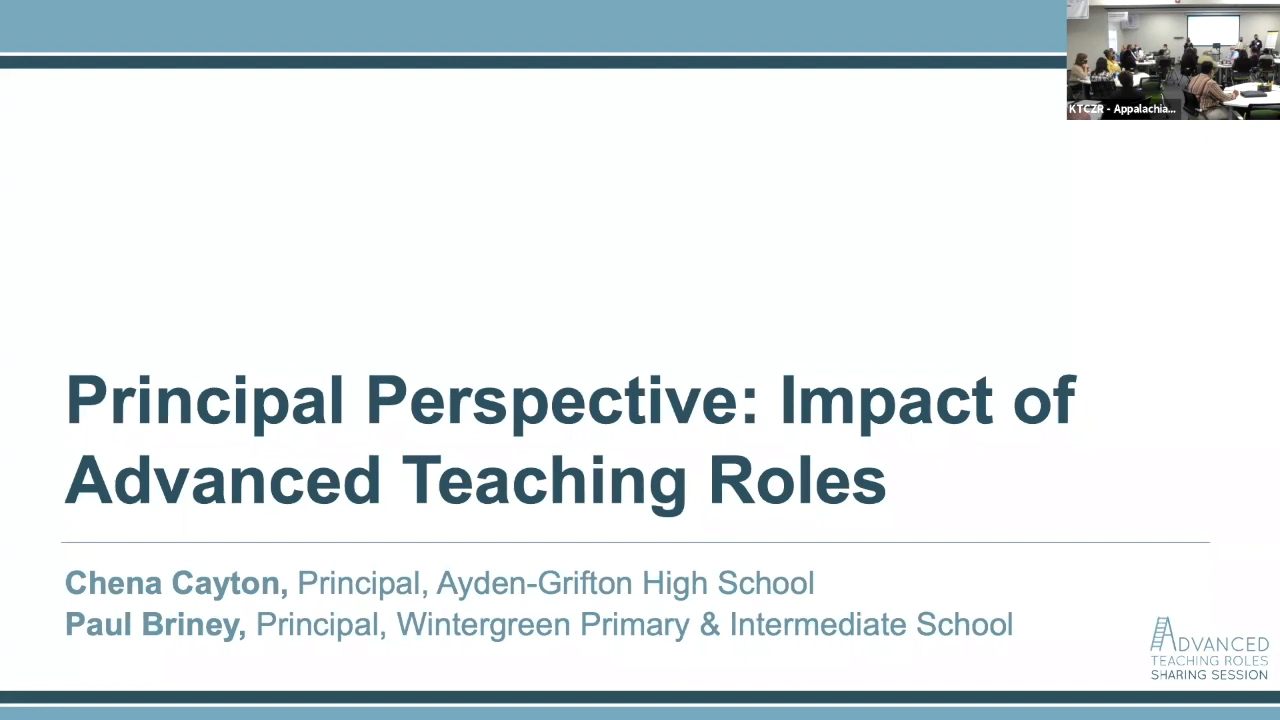 KTCZR - Appalachia...
Principal Perspective: Impact of
Advanced Teaching Roles
Chena Cayton, Principal, Ayden-Grifton High School
Paul Briney, Principal, Wintergreen Primary & Intermediate School
ADVANCED
TEACHING ROLES
SHARING SESSION